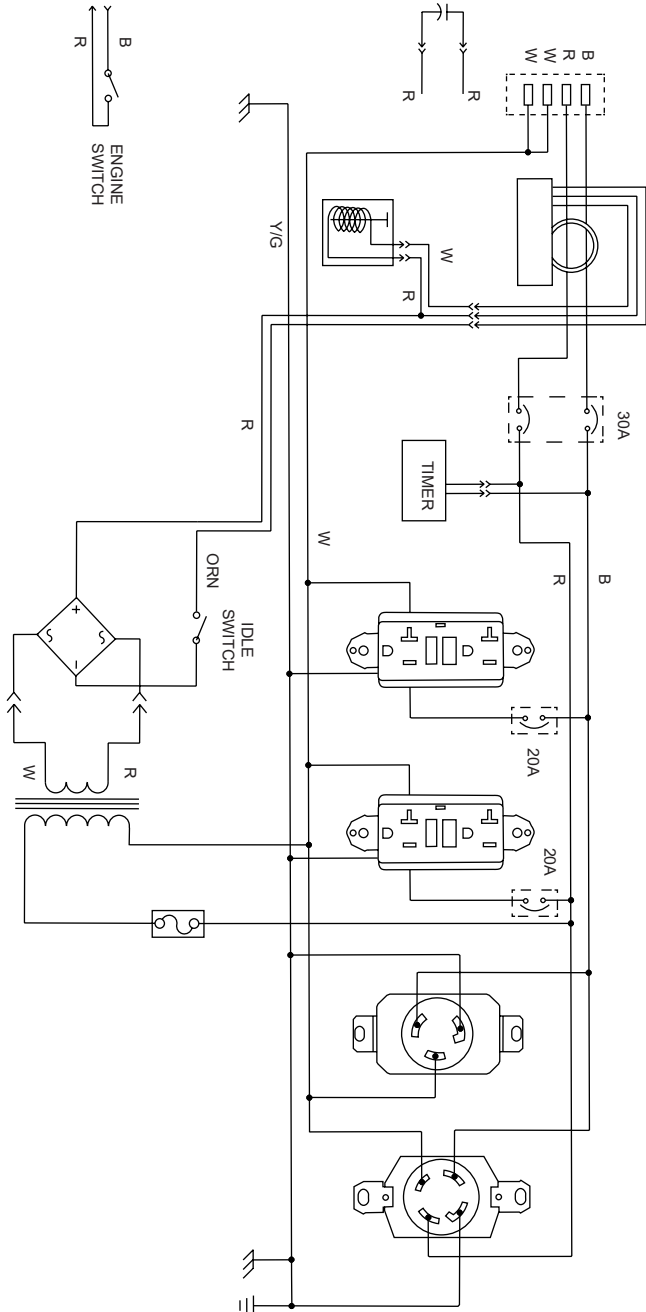 30A
B
R
W
W
B
R
20A
20A
R
R
TIMER
W
R
W
Y/G
R
IDLE
SWITCH
ORN
R
W
+
−
ENGINE
SWITCH
B
R